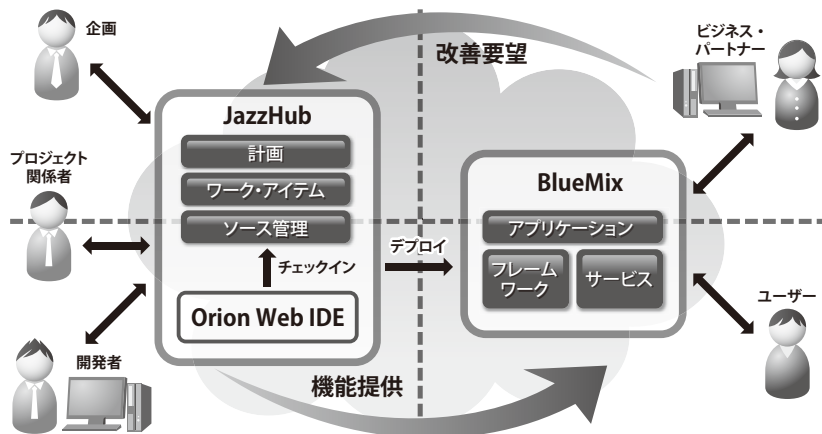 企画
改善要望
ビジネス・
パートナー
JazzHub
計画
ワーク・アイテム
ソース管理
チェックイン
Orion Web IDE
プロジェクト
関係者
開発者
デプロイ
BlueMix
アプリケーション
フレーム
ワーク
サービス
ユーザー
機能提供